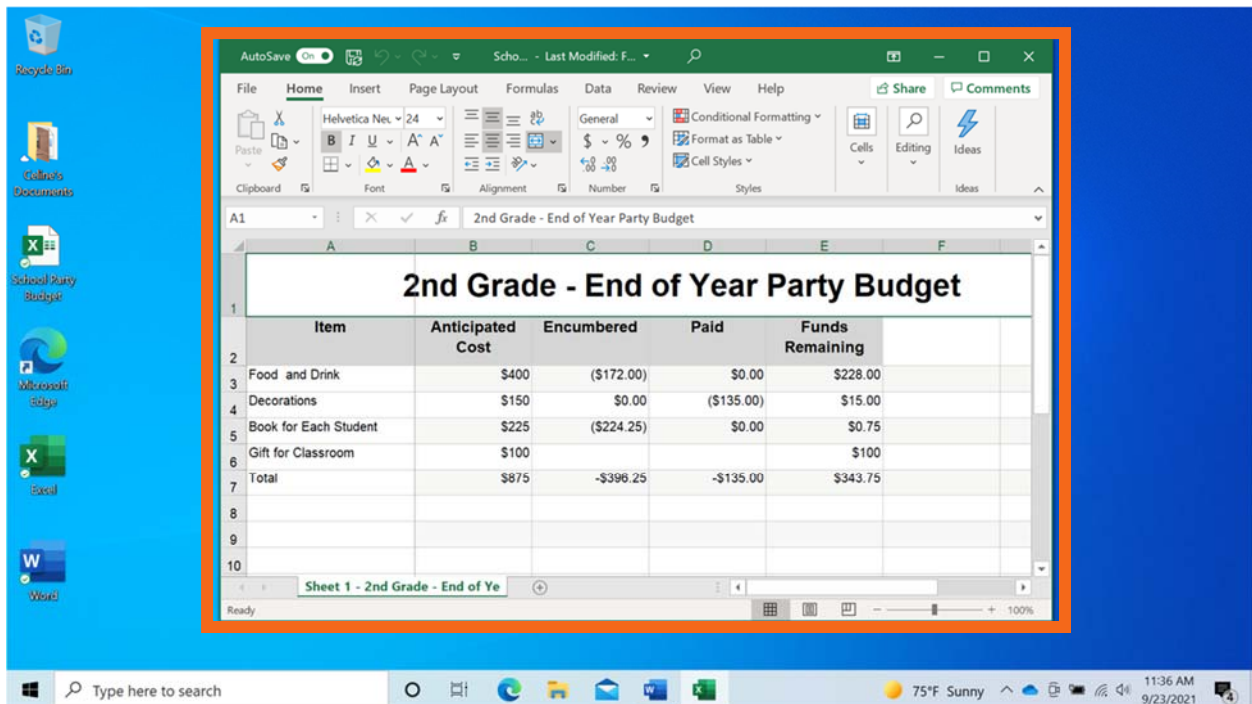 Recycle Bin
Celine's
Documents
School Party
Budget
Microsoft
Edge
Excel
Word
AutoSave On Scho... - Last Modified: F...
File Home Insert Page Layout Formulas Data Review View Help Share Comments
Paste
Helvetica Neu 24
B I U A A A
General
$ % 9
.00 .00
Conditional Formatting
Format as Table
Cell Styles
Cells
Editing
Ideas
Clipboard Font Alignment Number Styles Ideas
A1 fx 2nd Grade - End of Year Party Budget
A B C D E F
1 2nd Grade - End of Year Party Budget
2 Item Anticipated Cost Encumbered Paid Funds Remaining
3 Food and Drink $400 ($172.00) $0.00 $228.00
4 Decorations $150 $0.00 ($135.00) $15.00
5 Book for Each Student $225 ($224.25) $0.00 $0.75
6 Gift for Classroom $100 $100
7 Total $875 -$396.25 -$135.00 $343.75
8
9
10
Sheet 1 - 2nd Grade - End of Ye
Ready 100%
Type here to search
75°F Sunny
11:36 AM
9/23/2021
4